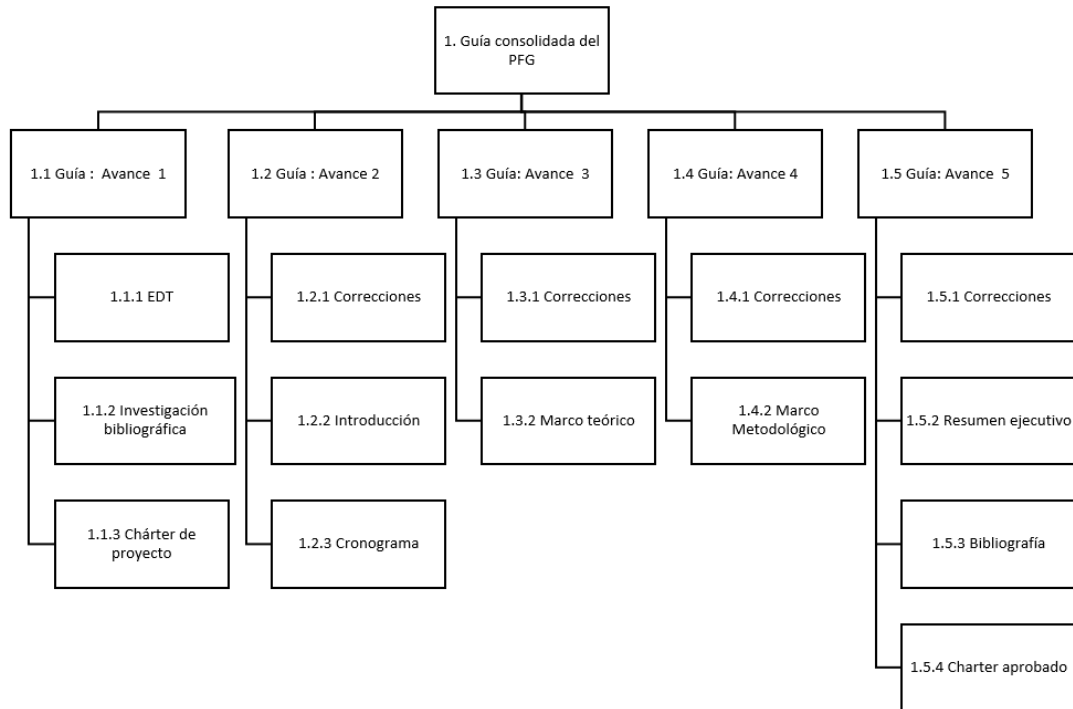 1. Guía consolidada del
PFG
1.1 Guía : Avance 1
1.2 Guía : Avance 2
1.3 Guía: Avance 3
1.4 Guía: Avance 4
1.5 Guía: Avance 5
1.1.1 EDT
1.1.2 Investigación
bibliográfica
1.1.3 Chárter de
proyecto
1.2.1 Correcciones
1.2.2 Introducción
1.2.3 Cronograma
1.3.1 Correcciones
1.3.2 Marco teórico
1.4.1 Correcciones
1.4.2 Marco
Metodológico
1.5.1 Correcciones
1.5.2 Resumen ejecutivo
1.5.3 Bibliografía
1.5.4 Charter aprobado